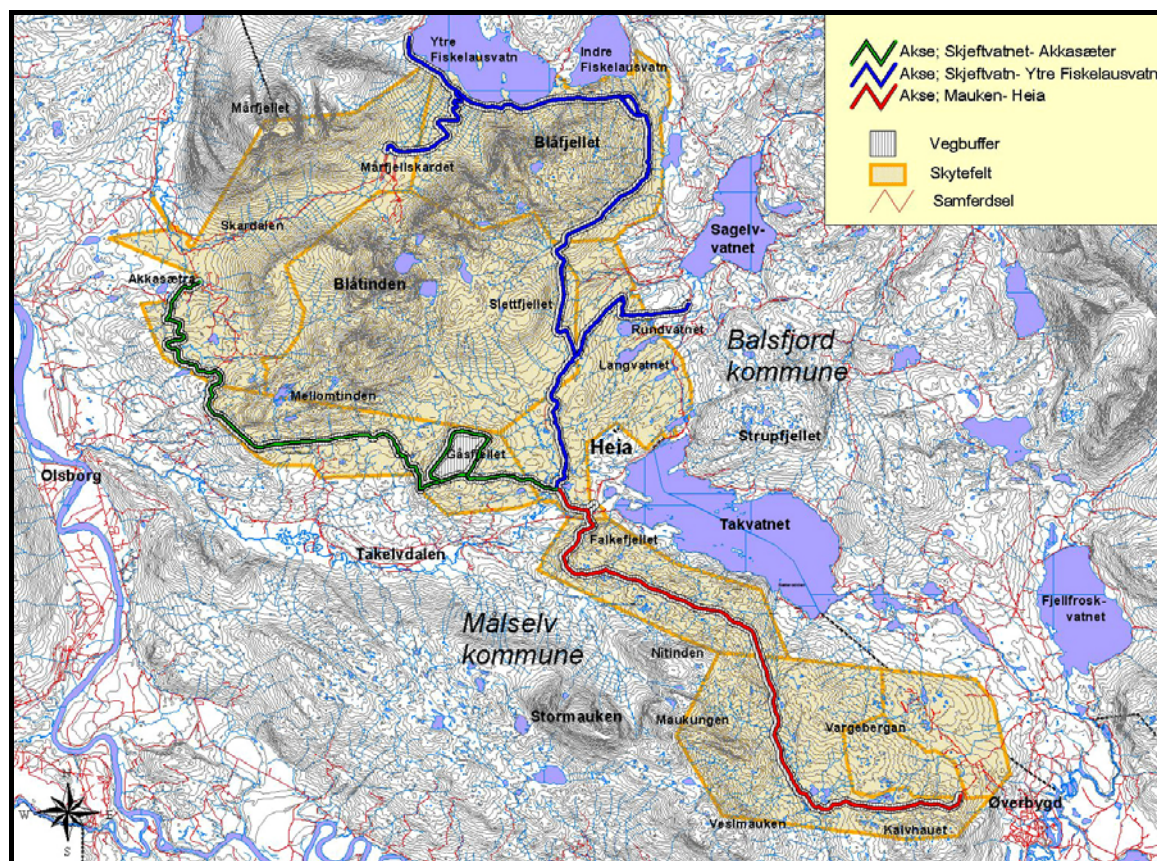 Akse; Skjeftvatnet- Akkasæter
Akse; Skjeftvatn- Ytre Fiskelausvatn
Akse; Mauken- Heia
Vegbuffer
Skytefelt
Samferdsel
Ytre
Fiskelausvatn
Indre
Fiskelausvatn
Mårfjellet
Blåfjellet
Mårfjellskardet
Skardalen
Sagelv-
vatnet
Akkasætra
Blåtinden
Slettfjellet
Rundvatnet
Balsfjord
kommune
Langvatnet
Mellomtinden
Heia
Strupfjellet
Gåsfjellet
Olsborg
Takvatnet
Falkefjellet
Takelvdalen
Fjellfrosk-
vatnet
Målselv
kommune
Nitinden
Stormauken
Maukungen
Vargebergan
Øverbygd
Veslmauken
Kalvhauet
N
W
E
S